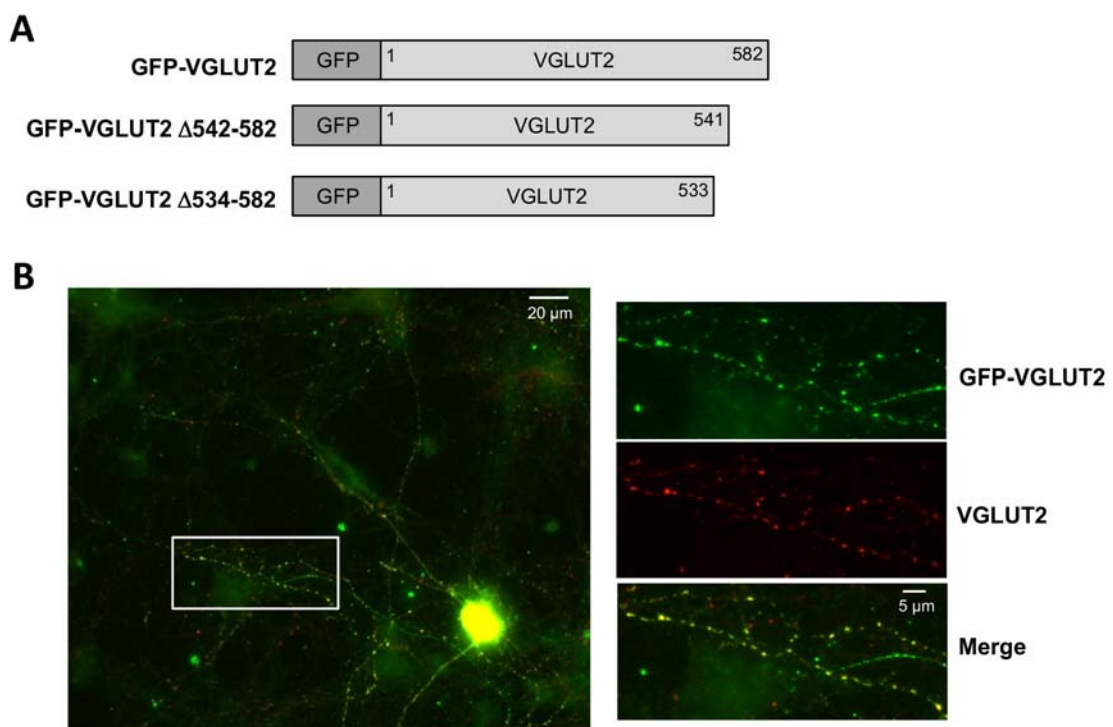 A
GFP-VGLUT2 GFP 1 VGLUT2 582
GFP-VGLUT2 Δ542-582 GFP 1 VGLUT2 541
GFP-VGLUT2 Δ534-582 GFP 1 VGLUT2 533
B
20 µm
GFP-VGLUT2
VGLUT2
5 µm
Merge